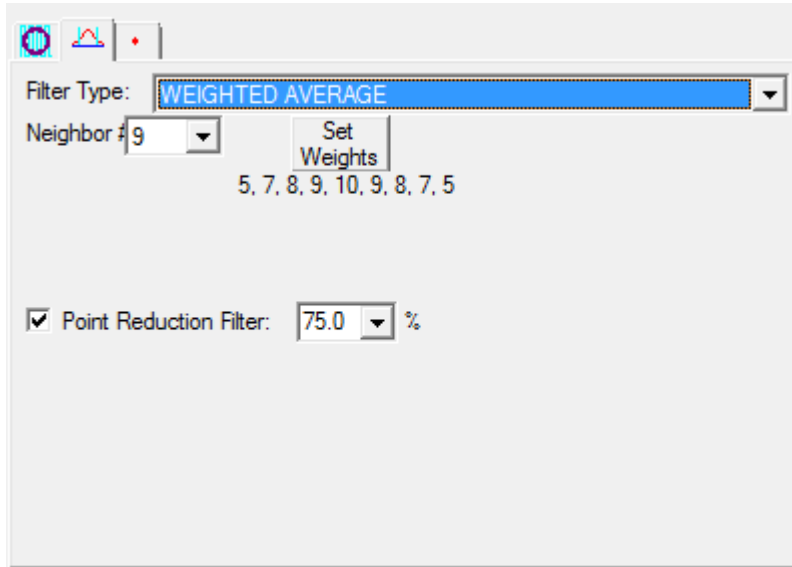 Filter Type: WEIGHTED AVERAGE
Neighbor # 9 Set
Weights
5, 7, 8, 9, 10, 9, 8, 7, 5
Point Reduction Filter: 75.0 %